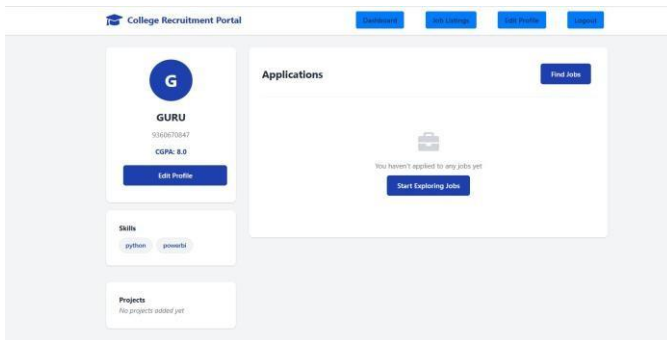 College Recruitment Portal
Dashboard
Job Listings
Edit Profile
Logout
G
GURU
9360670847
CGPA: 8.0
Edit Profile
Skills
python powerbi
Projects
No projects added yet
Applications
Find Jobs
You haven't applied to any jobs yet
Start Exploring Jobs